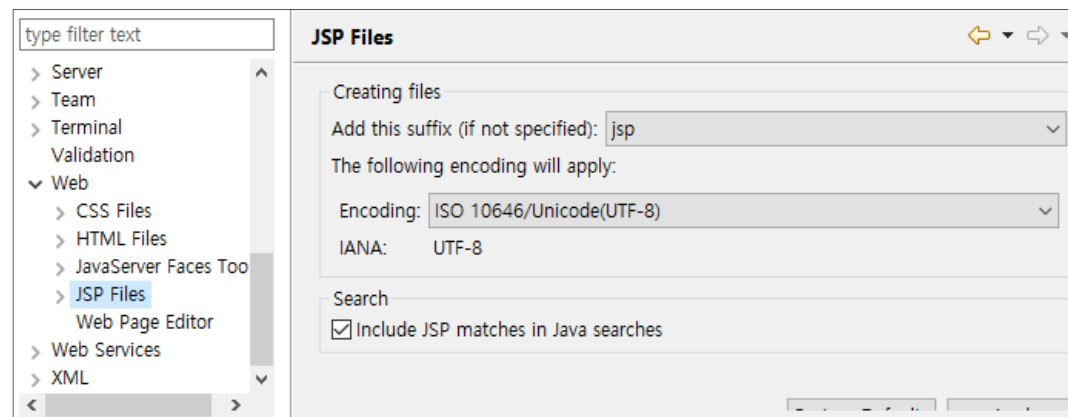 type filter text
Server
Team
Terminal
Validation
Web
CSS Files
HTML Files
JavaServer Faces Too
JSP Files
Web Page Editor
Web Services
XML
JSP Files
Creating files
Add this suffix (if not specified): jsp
The following encoding will apply:
Encoding: ISO 10646/Unicode(UTF-8)
IANA: UTF-8
Search
Include JSP matches in Java searches